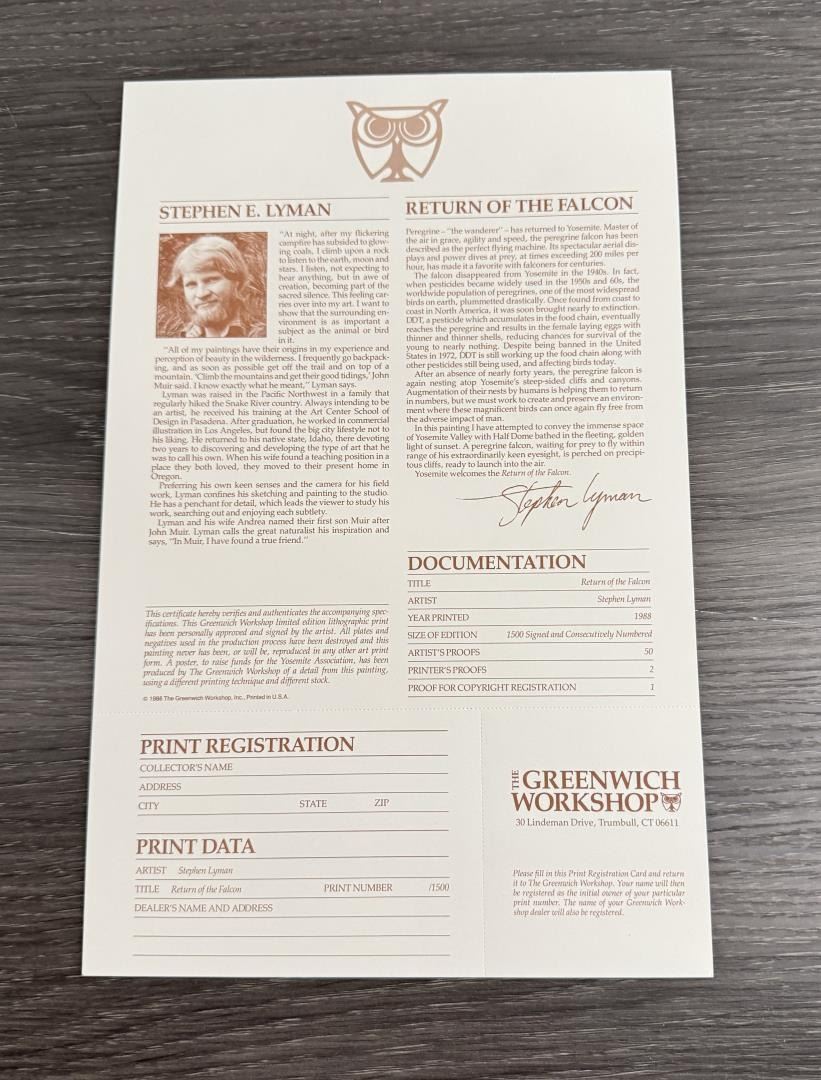 STEPHEN E. LYMAN
"At night, after my flickering
campfire has subsided to glow-
ing coals, I climb upon a rock
to listen to the earth, moon and
stars. I listen, not expecting to
hear anything, but in awe of
creation, becoming part of the
sacred silence. This feeling car-
ries over into my art. I want to
show that the surrounding en-
vironment is as important a
subject as the animal or bird
in it.
"All of my paintings have their origins in my experience and
perception of beauty in the wilderness. I frequently go backpack-
ing, and as soon as possible get off the trail and on top of a
mountain. 'Climb the mountains and get their good tidings,' John
Muir said. I know exactly what he meant," Lyman says.
Lyman was raised in the Pacific Northwest in a family that
regularly hiked the Snake River country. Always intending to be
an artist, he received his training at the Art Center School of
Design in Pasadena. After graduation, he worked in commercial
illustration in Los Angeles, but found the big city lifestyle not to
his liking. He returned to his native state, Idaho, there devoting
two years to discovering and developing the type of art that he
was to call his own. When his wife found a teaching position in a
place they both loved, they moved to their present home in
Oregon.
Preferring his own keen senses and the camera for his field
work, Lyman confines his sketching and painting to the studio.
He has a penchant for detail, which leads the viewer to study his
work, searching out and enjoying each subtlety.
Lyman and his wife Andrea named their first son Muir after
John Muir. Lyman calls the great naturalist his inspiration and
says, "In Muir, I have found a true friend."
This certificate hereby verifies and authenticates the accompanying spec-
ifications. This Greenwich Workshop limited edition lithographic print
has been personally approved and signed by the artist. All plates and
negatives used in the production process have been destroyed and this
painting never has been, or will be, reproduced in any other art print
form. A poster, to raise funds for the Yosemite Association, has been
produced by The Greenwich Workshop of a detail from this painting,
using a different printing technique and different stock.
© 1988 The Greenwich Workshop, Inc., Printed in U.S.A.
RETURN OF THE FALCON
Peregrine – "the wanderer" – has returned to Yosemite. Master of
the air in grace, agility and speed, the peregrine falcon has been
described as the perfect flying machine. Its spectacular aerial dis-
plays and power dives at prey, at times exceeding 200 miles per
hour, has made it a favorite with falconers for centuries.
The falcon disappeared from Yosemite in the 1940s. In fact,
when pesticides became widely used in the 1950s and 60s, the
worldwide population of peregrines, one of the most widespread
birds on earth, plummetted drastically. Once found from coast to
coast in North America, it was soon brought nearly to extinction.
DDT, a pesticide which accumulates in the food chain, eventually
reaches the peregrine and results in the female laying eggs with
thinner and thinner shells, reducing chances for survival of the
young to nearly nothing. Despite being banned in the United
States in 1972, DDT is still working up the food chain along with
other pesticides still being used, and affecting birds today.
After an absence of nearly forty years, the peregrine falcon is
again nesting atop Yosemite's steep-sided cliffs and canyons.
Augmentation of their nests by humans is helping them to return
in numbers, but we must work to create and preserve an environ-
ment where these magnificent birds can once again fly free from
the adverse impact of man.
In this painting I have attempted to convey the immense space
of Yosemite Valley with Half Dome bathed in the fleeting, golden
light of sunset. A peregrine falcon, waiting for prey to fly within
range of his extraordinarily keen eyesight, is perched on precipi-
tous cliffs, ready to launch into the air.
Yosemite welcomes the Return of the Falcon.
Stephen Lyman
DOCUMENTATION
TITLE Return of the Falcon
ARTIST Stephen Lyman
YEAR PRINTED 1988
SIZE OF EDITION 1500 Signed and Consecutively Numbered
ARTIST'S PROOFS 50
PRINTER'S PROOFS 2
PROOF FOR COPYRIGHT REGISTRATION 1
PRINT REGISTRATION
COLLECTOR'S NAME
ADDRESS
CITY STATE ZIP
PRINT DATA
ARTIST Stephen Lyman
TITLE Return of the Falcon PRINT NUMBER /1500
DEALER'S NAME AND ADDRESS
THE GREENWICH
WORKSHOP
30 Lindeman Drive, Trumbull, CT 06611
Please fill in this Print Registration Card and return
it to The Greenwich Workshop. Your name will then
be registered as the initial owner of your particular
print number. The name of your Greenwich Work-
shop dealer will also be registered.